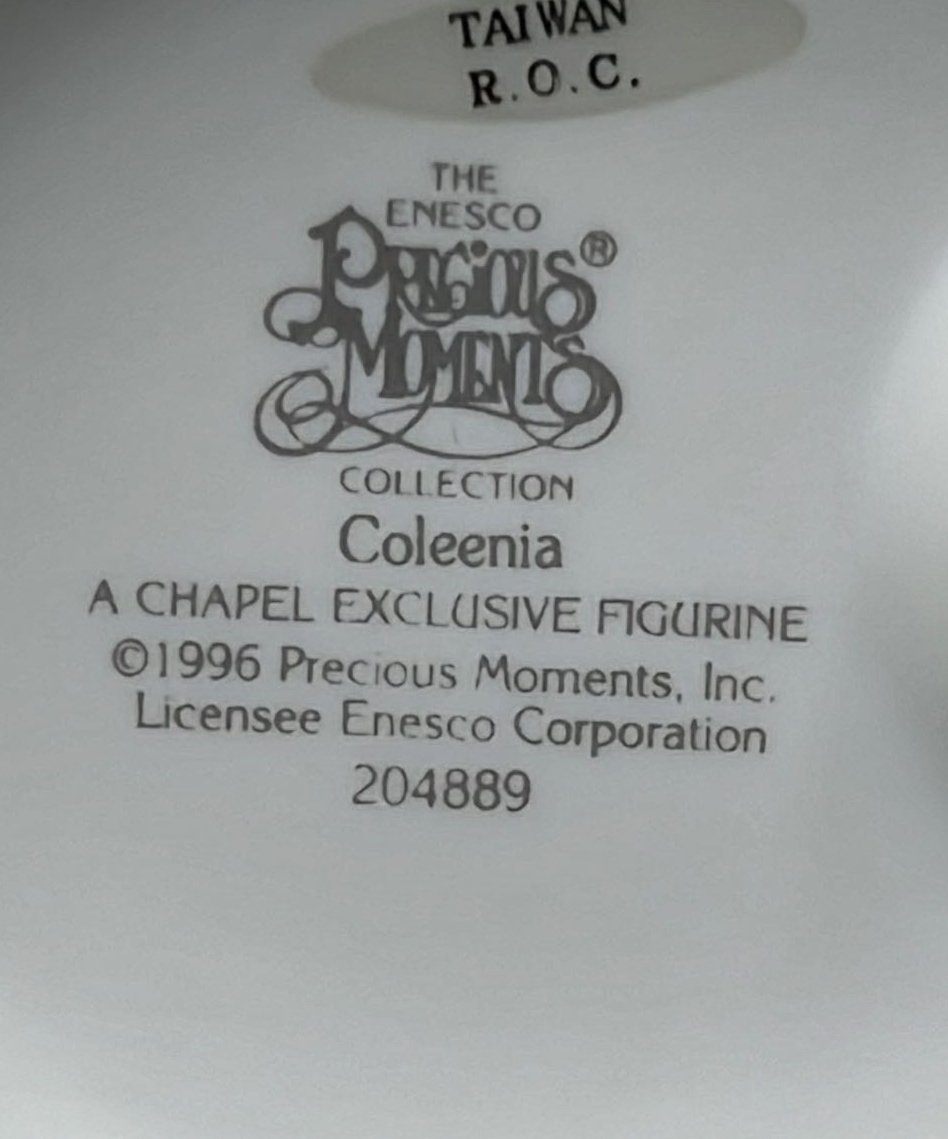 TAIWAN
R.O.C.
THE
ENESCO
PRECIOUS®
MOMENTS
COLLECTION
Coleenia
A CHAPEL EXCLUSIVE FIGURINE
©1996 Precious Moments, Inc.
Licensee Enesco Corporation
204889